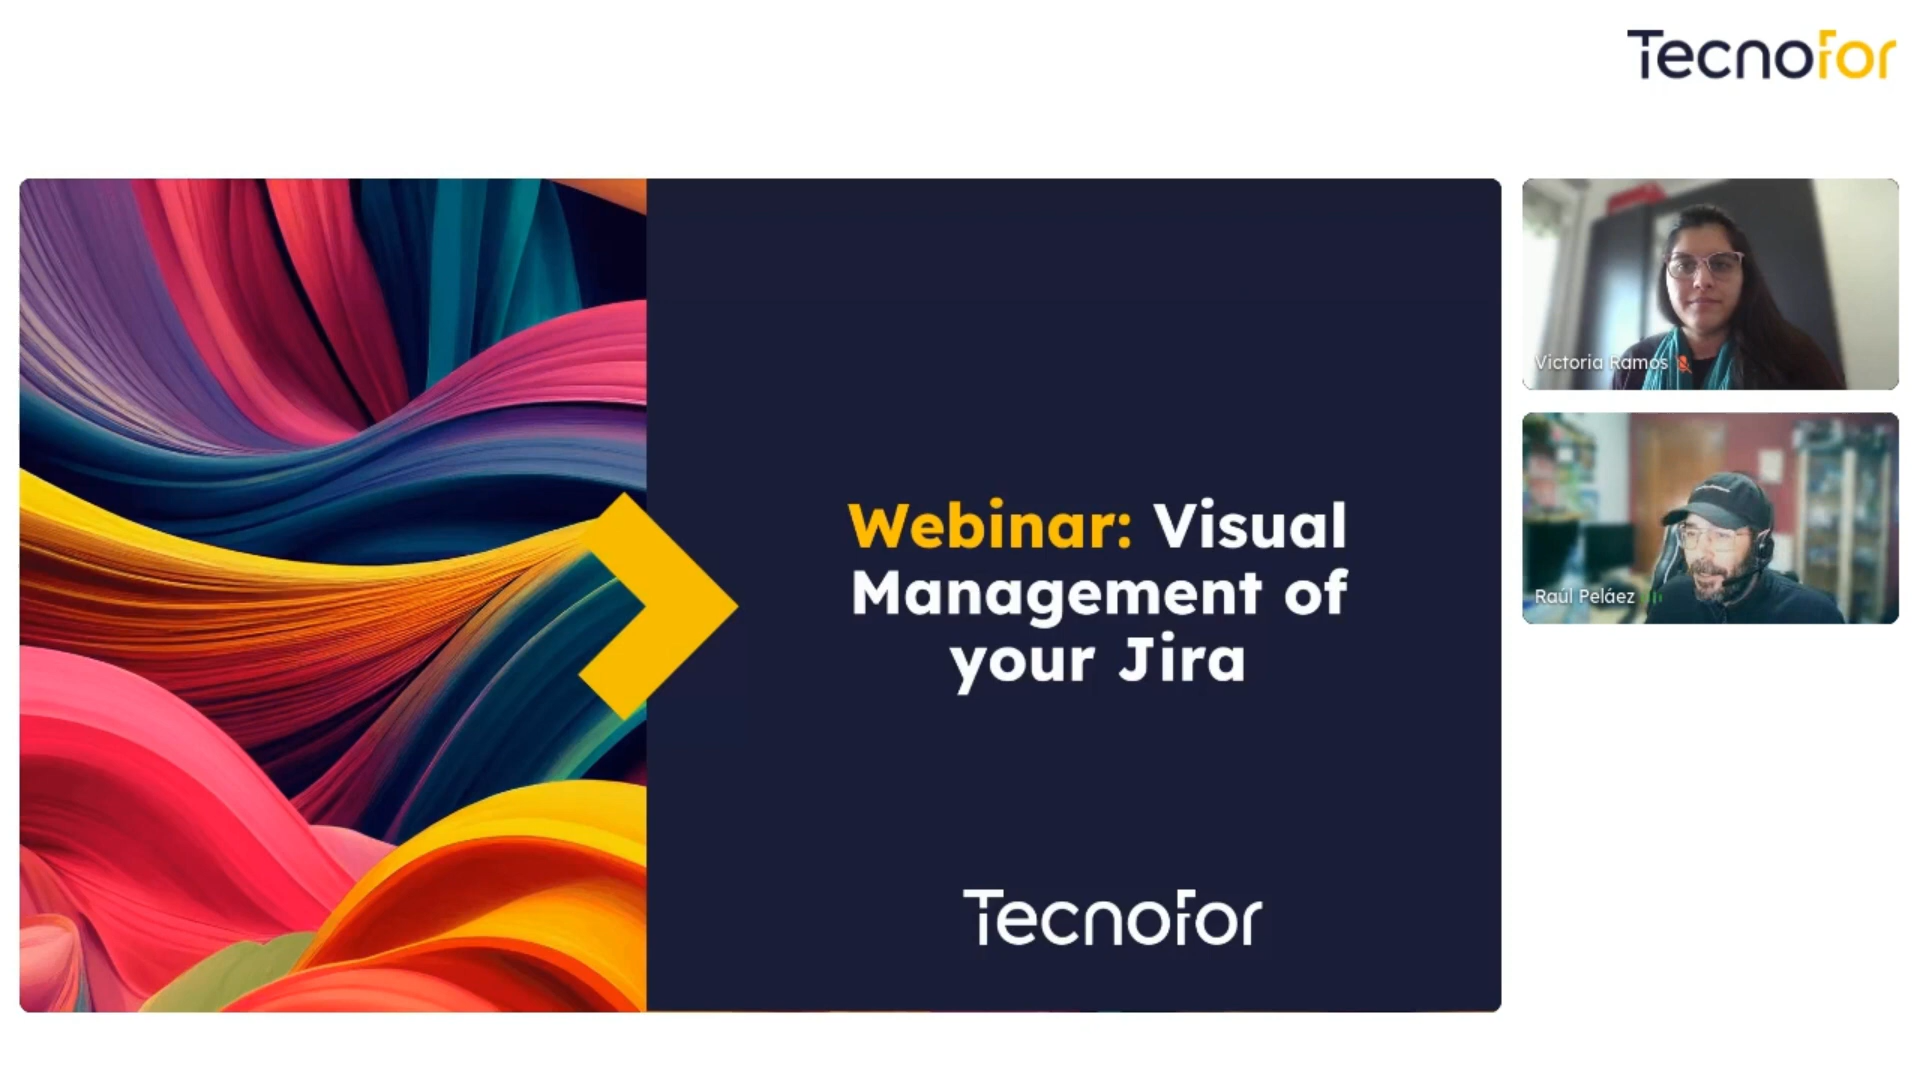 Tecnofor
Webinar: Visual
Management of
your Jira
Tecnofor
Victoria Ramos
Raúl Peláez